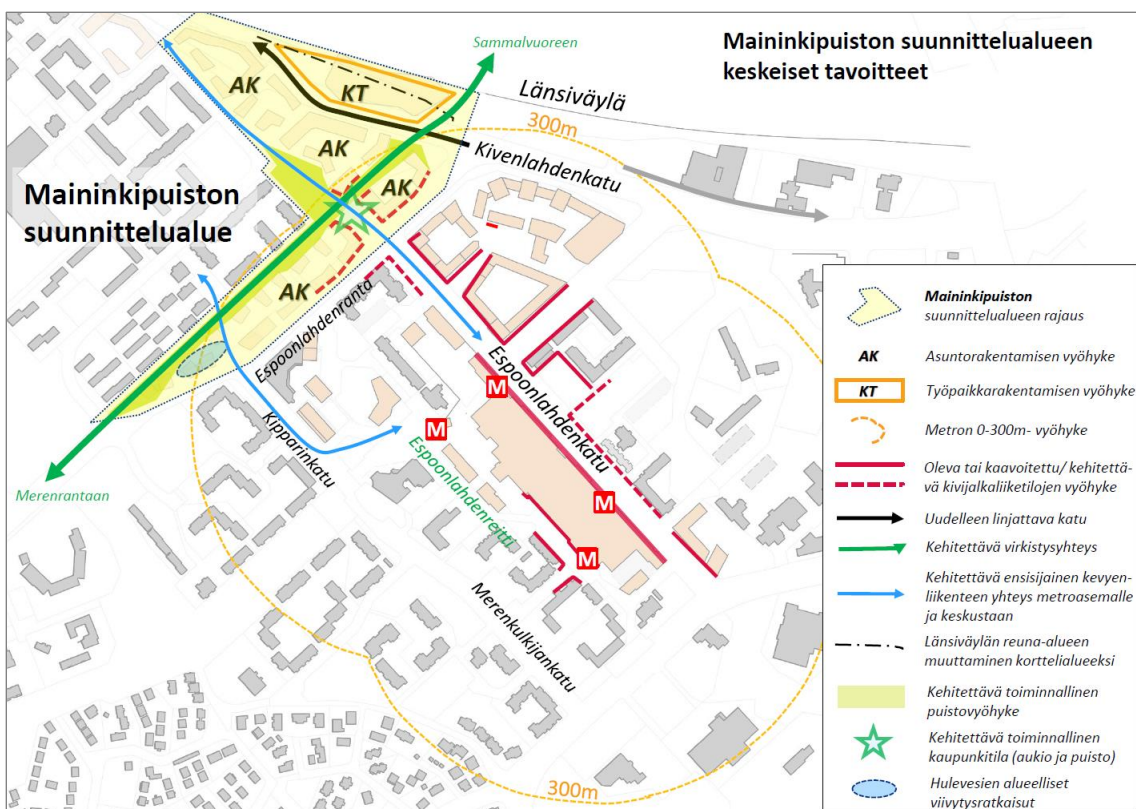 Maininkipuiston suunnittelualueen
keskeiset tavoitteet
Sammalvuoreen
Länsiväylä
300m
Kivenlahdenkatu
AK
KT
AK
AK
AK
Maininkipuiston
suunnittelualue
Espoonlahdenranta
Kipparinkatu
Merenrantaan
Espoonlahdenkatu
M
M
M
M
Espoonlahdenreitti
Merenkulkijankatu
300m
Maininkipuiston
suunnittelualueen rajaus
AK
Asuntorakentamisen vyöhyke
KT
Työpaikkarakentamisen vyöhyke
Metron 0-300m- vyöhyke
Oleva tai kaavoitettu/ kehitettä-
vä kivijalkaliiketilojen vyöhyke
Uudelleen linjattava katu
Kehitettävä virkistysyhteys
Kehitettävä ensisijainen kevyen-
liikenteen yhteys metroasemalle
ja keskustaan
Länsiväylän reuna-alueen
muuttaminen korttelialueeksi
Kehitettävä toiminnallinen
puistovyöhyke
Kehitettävä toiminnallinen
kaupunkitila (aukio ja puisto)
Hulevesien alueelliset
viivytysratkaisut